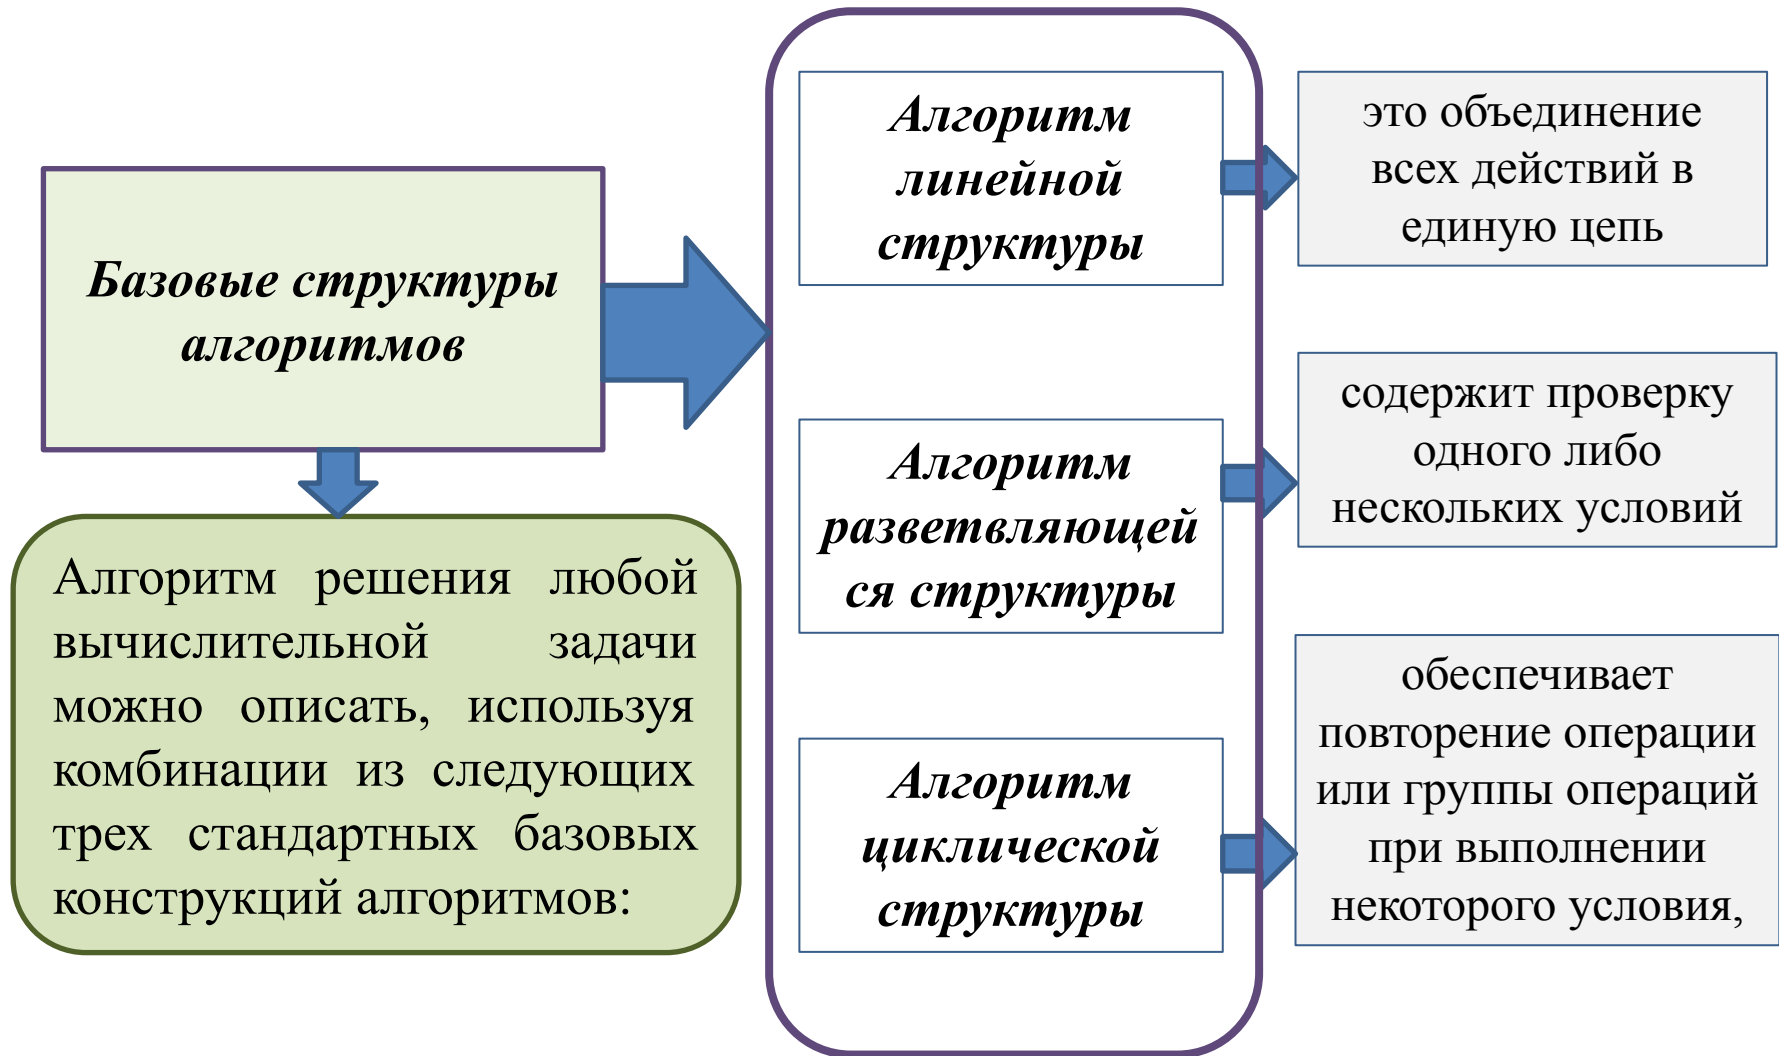 Базовые структуры
алгоритмов
Алгоритм решения любой
вычислительной задачи
можно описать, используя
комбинации из следующих
трех стандартных базовых
конструкций алгоритмов:
Алгоритм
линейной
структуры
это объединение
всех действий в
единую цепь
Алгоритм
разветвляющей
ся структуры
содержит проверку
одного либо
нескольких условий
Алгоритм
циклической
структуры
обеспечивает
повторение операции
или группы операций
при выполнении
некоторого условия,